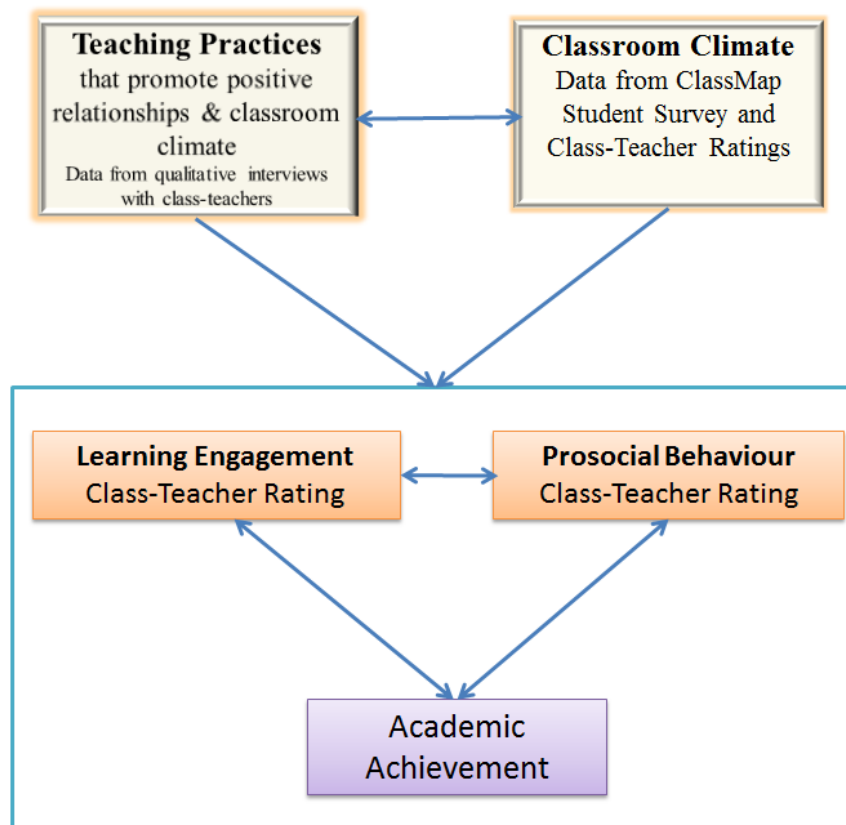 Teaching Practices
that promote positive
relationships & classroom
climate
Data from qualitative interviews
with class-teachers
Classroom Climate
Data from ClassMap
Student Survey and
Class-Teacher Ratings
Learning Engagement
Class-Teacher Rating
Prosocial Behaviour
Class-Teacher Rating
Academic
Achievement